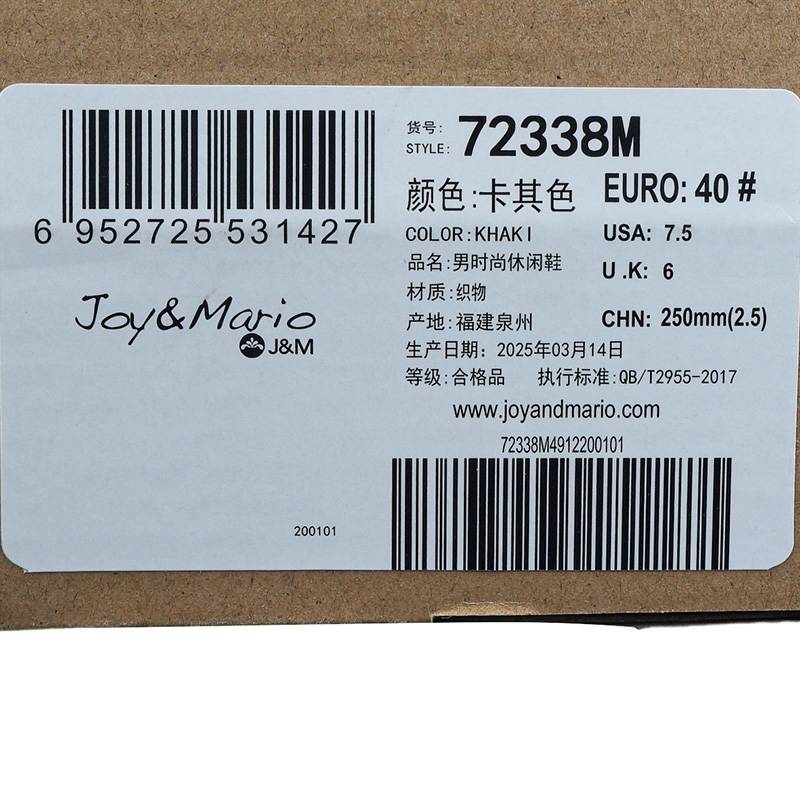 6 952725 531427
Joy&Mario
J&M
200101
货号:
STYLE: 72338M
颜色:卡其色 EURO: 40 #
COLOR:KHAKI USA: 7.5
品名:男时尚休闲鞋 U .K: 6
材质:织物
产地:福建泉州 CHN: 250mm(2.5)
生产日期: 2025年03月14日
等级:合格品 执行标准:QB/T2955-2017
www.joyandmario.com
72338M4912200101